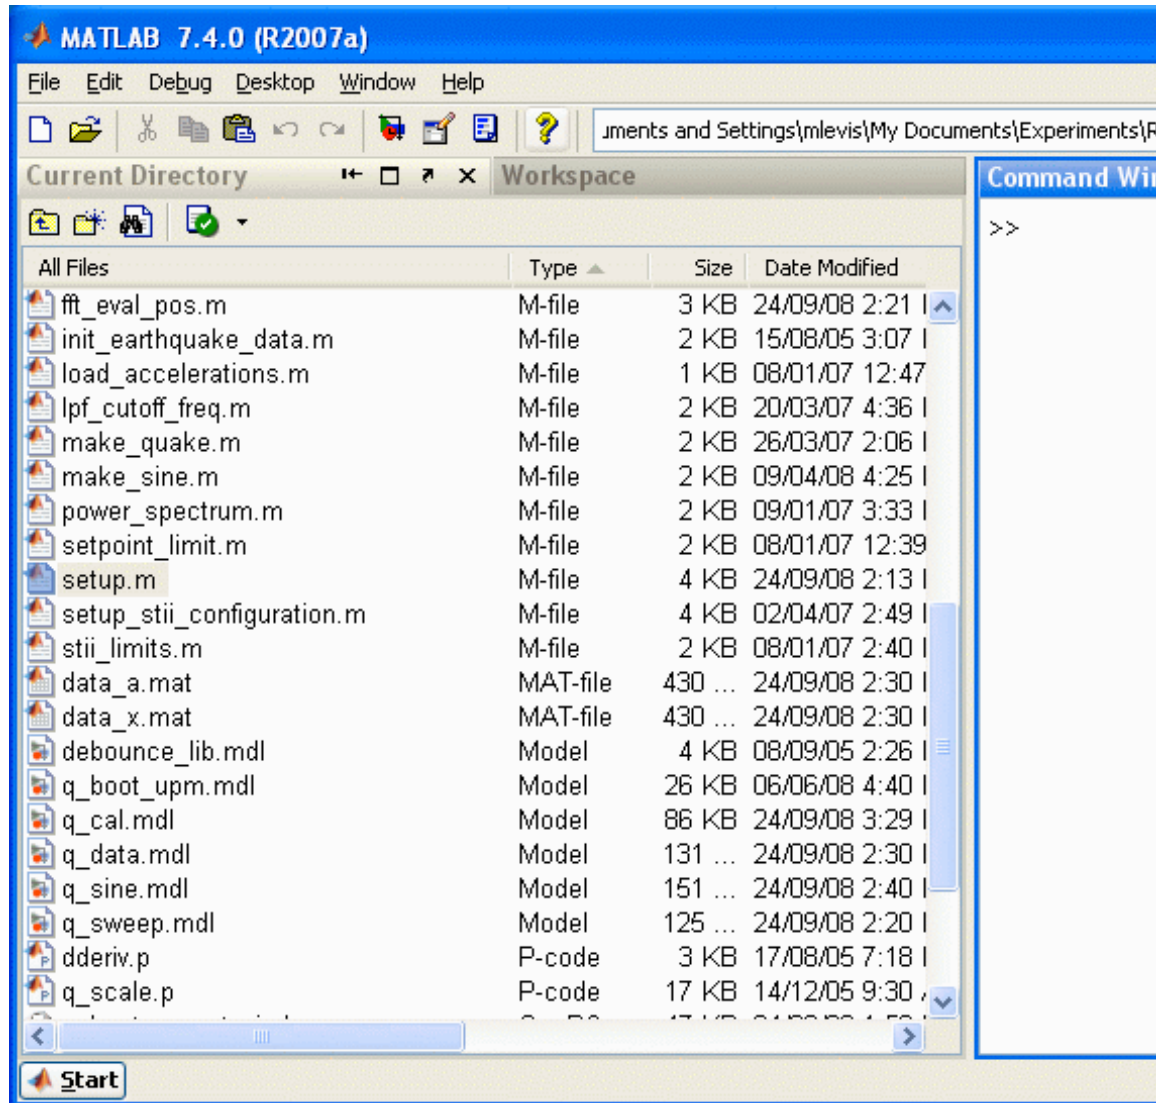 MATLAB 7.4.0 (R2007a)
File Edit Debug Desktop Window Help
uments and Settings\mlevis\My Documents\Experiments\R
Current Directory Workspace Command Wi
>>
All Files Type Size Date Modified
fft_eval_pos.m M-file 3 KB 24/09/08 2:21
init_earthquake_data.m M-file 2 KB 15/08/05 3:07
load_accelerations.m M-file 1 KB 08/01/07 12:47
lpf_cutoff_freq.m M-file 2 KB 20/03/07 4:36
make_quake.m M-file 2 KB 26/03/07 2:06
make_sine.m M-file 2 KB 09/04/08 4:25
power_spectrum.m M-file 2 KB 09/01/07 3:33
setpoint_limit.m M-file 2 KB 08/01/07 12:39
setup.m M-file 4 KB 24/09/08 2:13
setup_stii_configuration.m M-file 4 KB 02/04/07 2:49
stii_limits.m M-file 2 KB 08/01/07 2:40
data_a.mat MAT-file 430 ... 24/09/08 2:30
data_x.mat MAT-file 430 ... 24/09/08 2:30
debounce_lib.mdl Model 4 KB 08/09/05 2:26
q_boot_upm.mdl Model 26 KB 06/06/08 4:40
q_cal.mdl Model 86 KB 24/09/08 3:29
q_data.mdl Model 131 ... 24/09/08 2:30
q_sine.mdl Model 151 ... 24/09/08 2:40
q_sweep.mdl Model 125 ... 24/09/08 2:20
dderiv.p P-code 3 KB 17/08/05 7:18
q_scale.p P-code 17 KB 14/12/05 9:30
Start